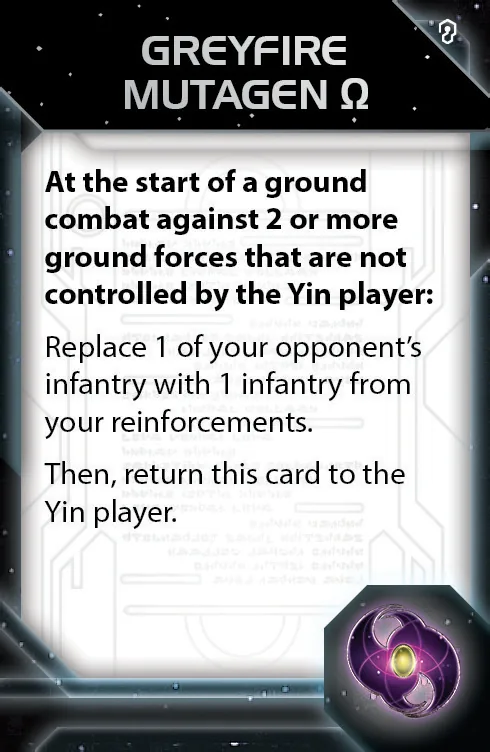 GREYFIRE
MUTAGEN Ω
At the start of a ground
combat against 2 or more
ground forces that are not
controlled by the Yin player:
Replace 1 of your opponent’s
infantry with 1 infantry from
your reinforcements.
Then, return this card to the
Yin player.